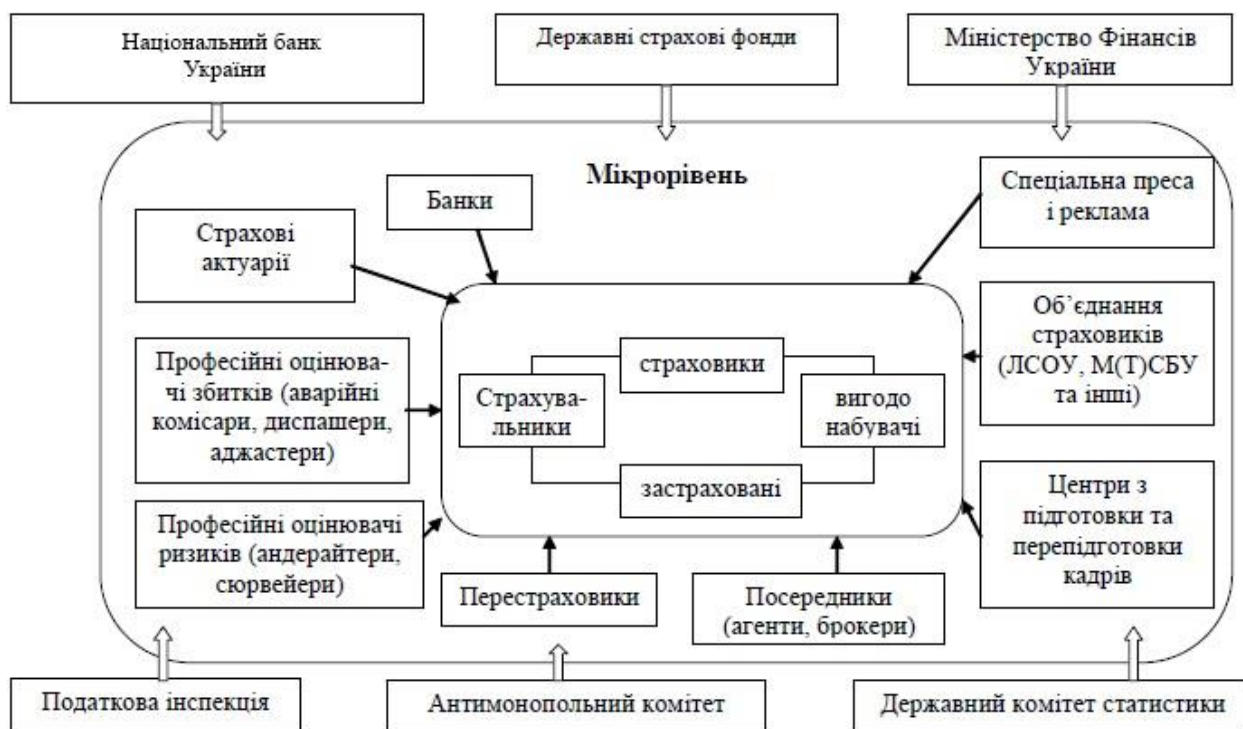 Національний банк
України
Державні страхові фонди
Міністерство Фінансів
України
Мікрорівень
Банки
Спеціальна преса
і реклама
Страхові
актуарії
Об’єднання
страховиків
(ЛСОУ, М(Т)СБУ
та інші)
Професійні оцінюва-
чі збитків (аварійні
комісари, диспашери,
аджастери)
страховики
Страхува-
льники
вигодо
набувачі
застраховані
Центри з
підготовки та
перепідготовки
кадрів
Професійні оцінювачі
ризиків (андерайтери,
сюрвейери)
Перестраховики
Посередники
(агенти, брокери)
Податкова інспекція
Антимонопольний комітет
Державний комітет статистики